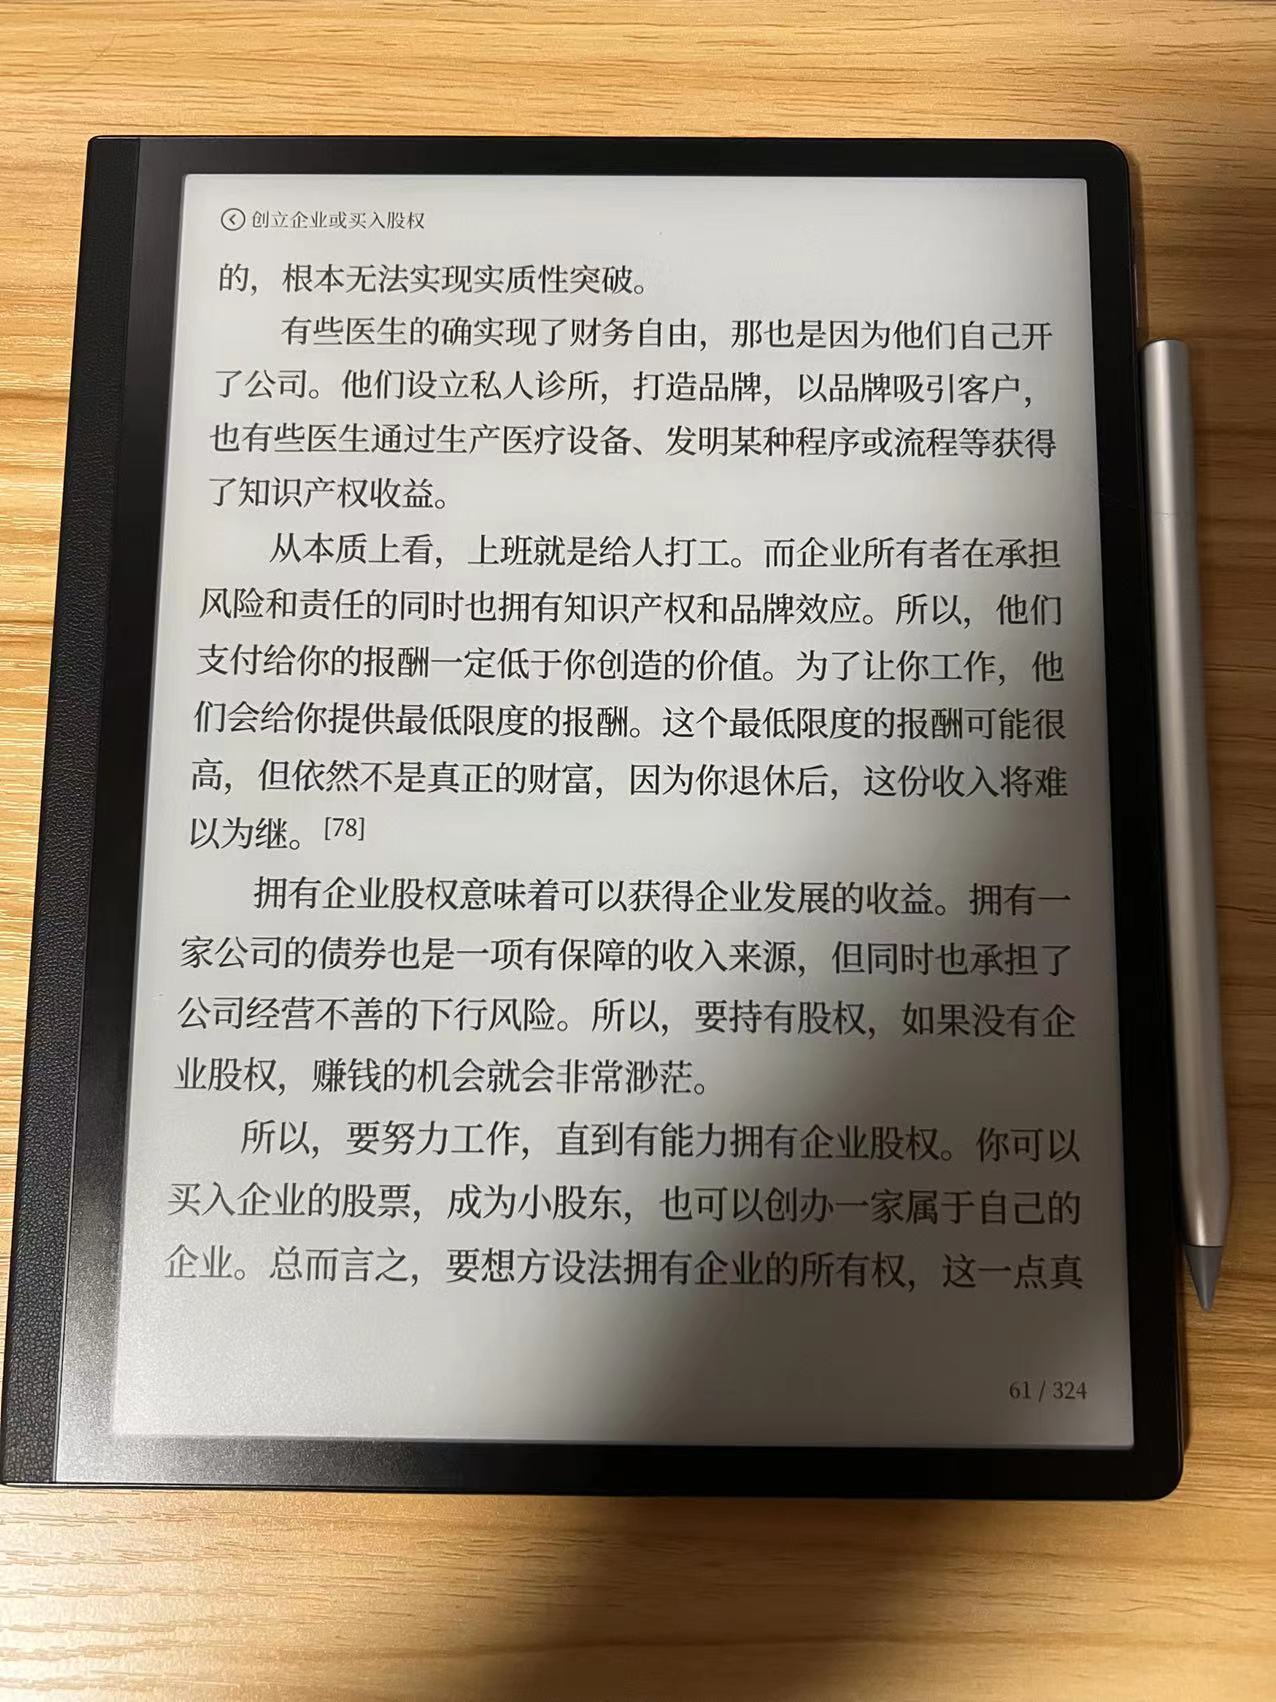 创立企业或买入股权
的，根本无法实现实质性突破。
有些医生的确实现了财务自由，那也是因为他们自己开
了公司。他们设立私人诊所，打造品牌，以品牌吸引客户，
也有些医生通过生产医疗设备、发明某种程序或流程等获得
了知识产权收益。
从本质上看，上班就是给人打工。而企业所有者在承担
风险和责任的同时也拥有知识产权和品牌效应。所以，他们
支付给你的报酬一定低于你创造的价值。为了让你工作，他
们会给你提供最低限度的报酬。这个最低限度的报酬可能很
高，但依然不是真正的财富，因为你退休后，这份收入将难
以为继。[78]
拥有企业股权意味着可以获得企业发展的收益。拥有一
家公司的债券也是一项有保障的收入来源，但同时也承担了
公司经营不善的下行风险。所以，要持有股权，如果没有企
业股权，赚钱的机会就会非常渺茫。
所以，要努力工作，直到有能力拥有企业股权。你可以
买入企业的股票，成为小股东，也可以创办一家属于自己的
企业。总而言之，要想方设法拥有企业的所有权，这一点真
61 / 324